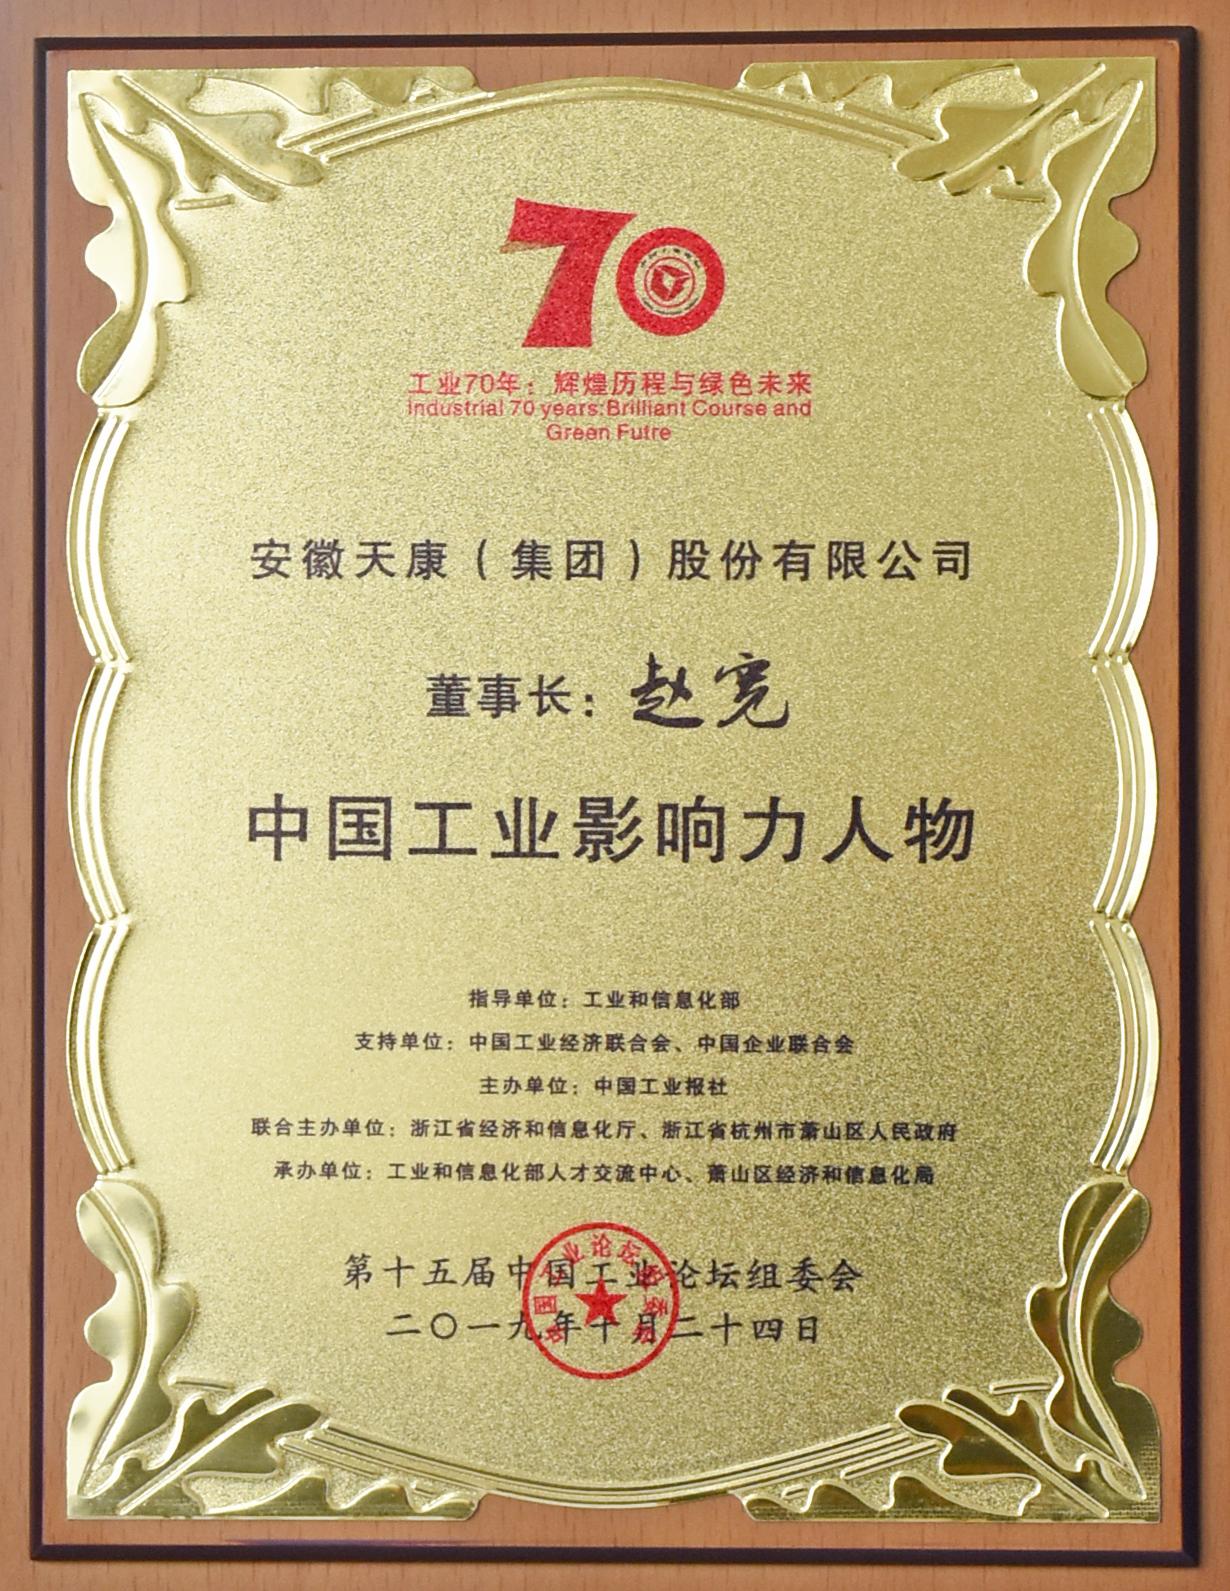 70
工业70年：辉煌历程与绿色未来
Industrial 70 years:Brilliant Course and
Green Futre
安徽天康（集团）股份有限公司
董事长：赵宽
中国工业影响力人物
指导单位：工业和信息化部
支持单位：中国工业经济联合会、中国企业联合会
主办单位：中国工业报社
联合主办单位：浙江省经济和信息化厅、浙江省杭州市萧山区人民政府
承办单位：工业和信息化部人才交流中心、萧山区经济和信息化局
第十五届中国工业论坛组委会
二〇一九年十月二十四日